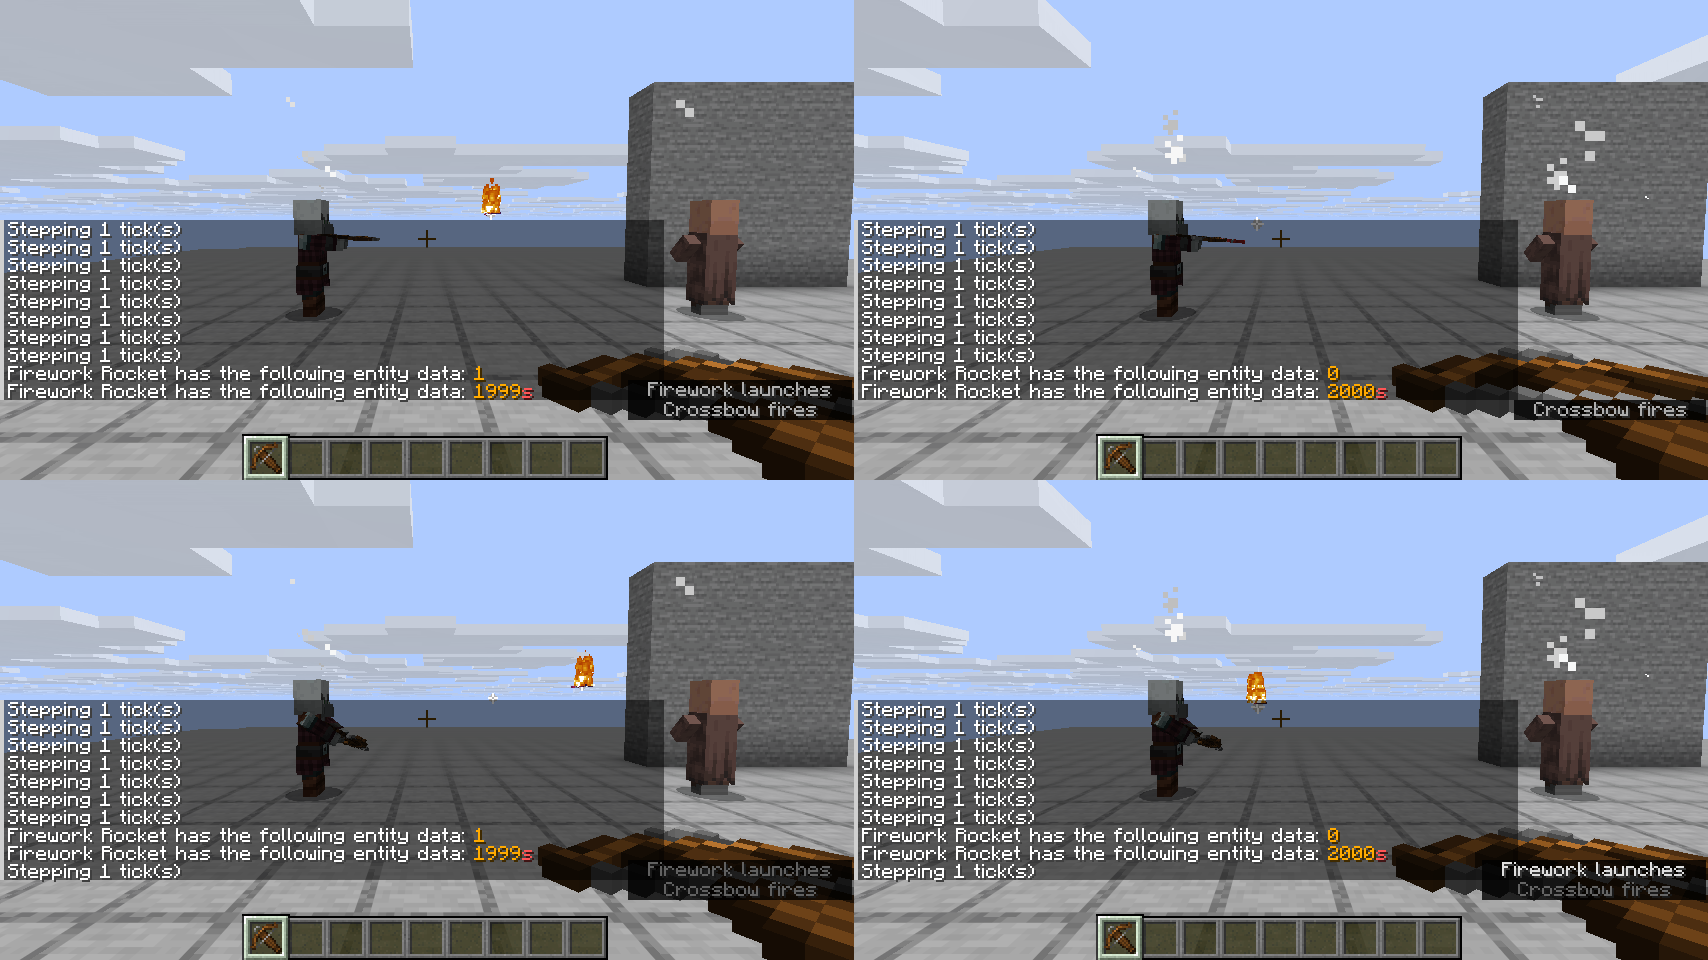 Stepping 1 tick(s)
Stepping 1 tick(s)
Stepping 1 tick(s)
Stepping 1 tick(s)
Stepping 1 tick(s)
Stepping 1 tick(s)
Stepping 1 tick(s)
Stepping 1 tick(s)
Firework Rocket has the following entity data: 1
Firework Rocket has the following entity data: 1999s
Firework launches
Crossbow fires
Stepping 1 tick(s)
Stepping 1 tick(s)
Stepping 1 tick(s)
Stepping 1 tick(s)
Stepping 1 tick(s)
Stepping 1 tick(s)
Stepping 1 tick(s)
Stepping 1 tick(s)
Firework Rocket has the following entity data: 0
Firework Rocket has the following entity data: 2000s
Crossbow fires
Stepping 1 tick(s)
Stepping 1 tick(s)
Stepping 1 tick(s)
Stepping 1 tick(s)
Stepping 1 tick(s)
Stepping 1 tick(s)
Stepping 1 tick(s)
Firework Rocket has the following entity data: 1
Firework Rocket has the following entity data: 1999s
Stepping 1 tick(s)
Firework launches
Crossbow fires
Stepping 1 tick(s)
Stepping 1 tick(s)
Stepping 1 tick(s)
Stepping 1 tick(s)
Stepping 1 tick(s)
Stepping 1 tick(s)
Stepping 1 tick(s)
Firework Rocket has the following entity data: 0
Firework Rocket has the following entity data: 2000s
Stepping 1 tick(s)
Firework launches
Crossbow fires